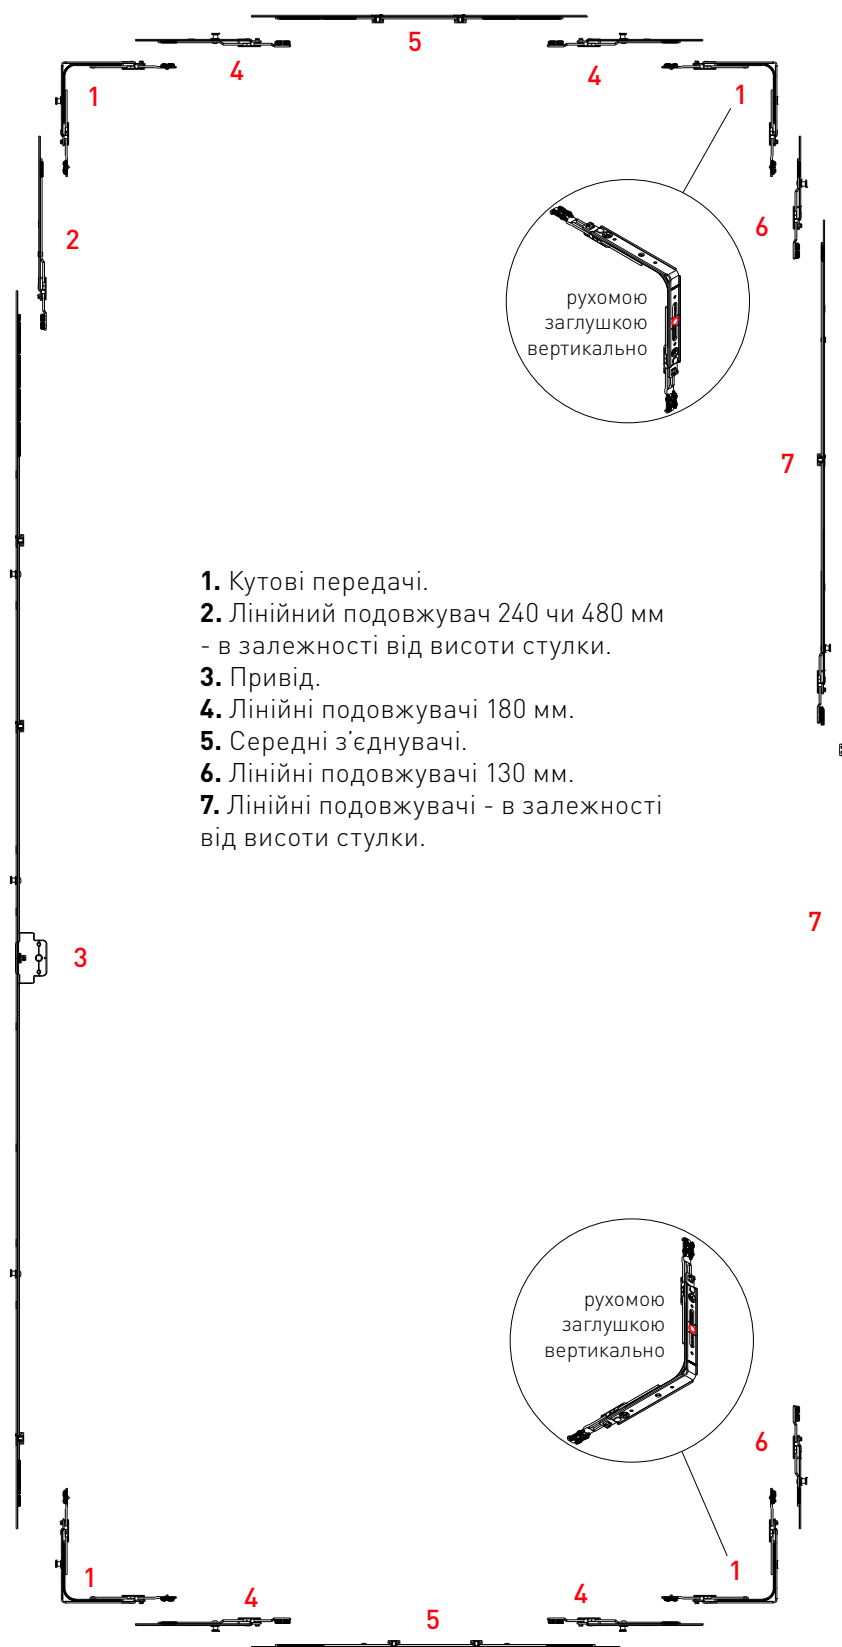 5
4
4
1
1
6
2
рухомою
заглушкою
вертикально
7
1. Кутові передачі.
2. Лінійний подовжувач 240 чи 480 мм
- в залежності від висоти стулки.
3. Привід.
4. Лінійні подовжувачі 180 мм.
5. Середні з’єднувачі.
6. Лінійні подовжувачі 130 мм.
7. Лінійні подовжувачі - в залежності
від висоти стулки.
7
3
рухомою
заглушкою
вертикально
6
1
1
4
4
5